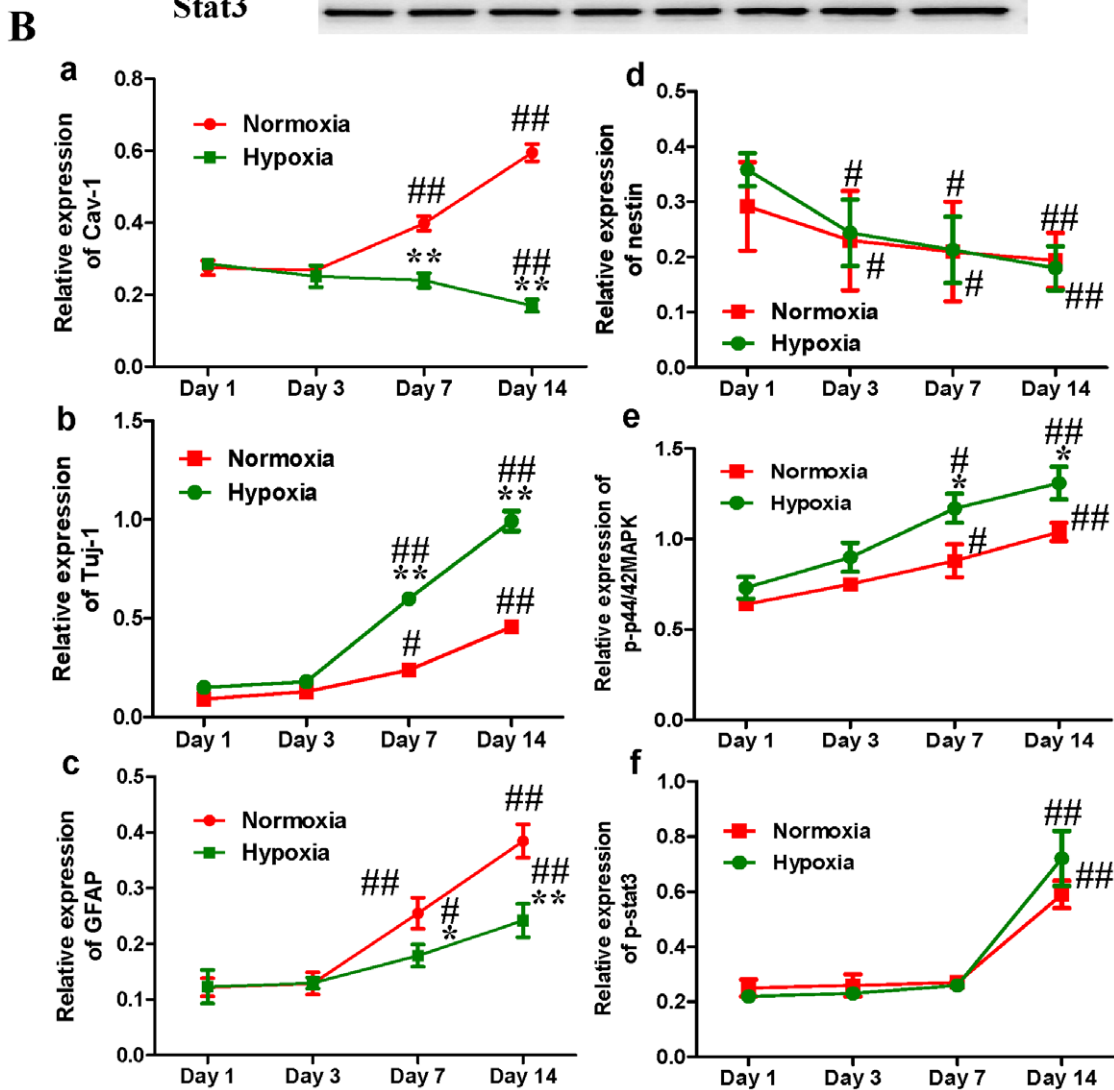 Stat3
B
a
Relative expression
of Cav-1
0.8
0.6
0.4
0.2
0.0
Normoxia
Hypoxia
##
##
**
##
**
Day 1 Day 3 Day 7 Day 14
d
Relative expression
of nestin
0.5
0.4
0.3
0.2
0.1
0.0
#
#
##
#
#
##
Normoxia
Hypoxia
Day 1 Day 3 Day 7 Day 14
b
Relative expression
of Tuj-1
1.5
1.0
0.5
0.0
Normoxia
Hypoxia
##
**
##
**
#
##
Day 1 Day 3 Day 7 Day 14
e
Relative expression of
p-p44/42MAPK
1.5
1.0
0.5
0.0
Normoxia
Hypoxia
#
*
##
*
#
##
Day 1 Day 3 Day 7 Day 14
c
Relative expression
of GFAP
0.5
0.4
0.3
0.2
0.1
0.0
Normoxia
Hypoxia
##
##
#
*
##
**
Day 1 Day 3 Day 7 Day 14
f
Relative expression
of p-stat3
1.0
0.8
0.6
0.4
0.2
0.0
Normoxia
Hypoxia
##
##
Day 1 Day 3 Day 7 Day 14